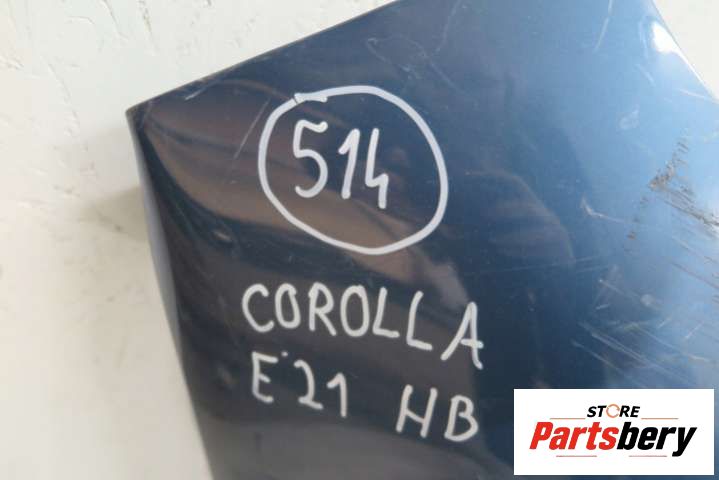 514
COROLLA
E21 HB
STORE
Partsbery